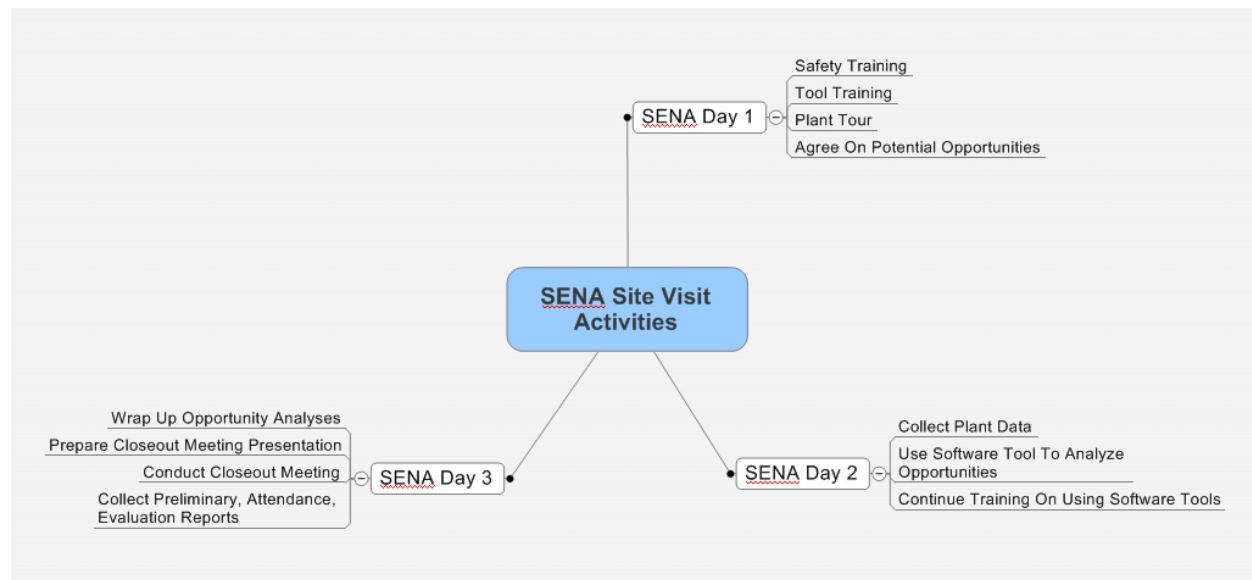 Safety Training
Tool Training
SENA Day 1
Plant Tour
Agree On Potential Opportunities
SENA Site Visit
Activities
Collect Plant Data
SENA Day 2
Use Software Tool To Analyze
Opportunities
Continue Training On Using Software Tools
Wrap Up Opportunity Analyses
Prepare Closeout Meeting Presentation
SENA Day 3
Conduct Closeout Meeting
Collect Preliminary, Attendance,
Evaluation Reports